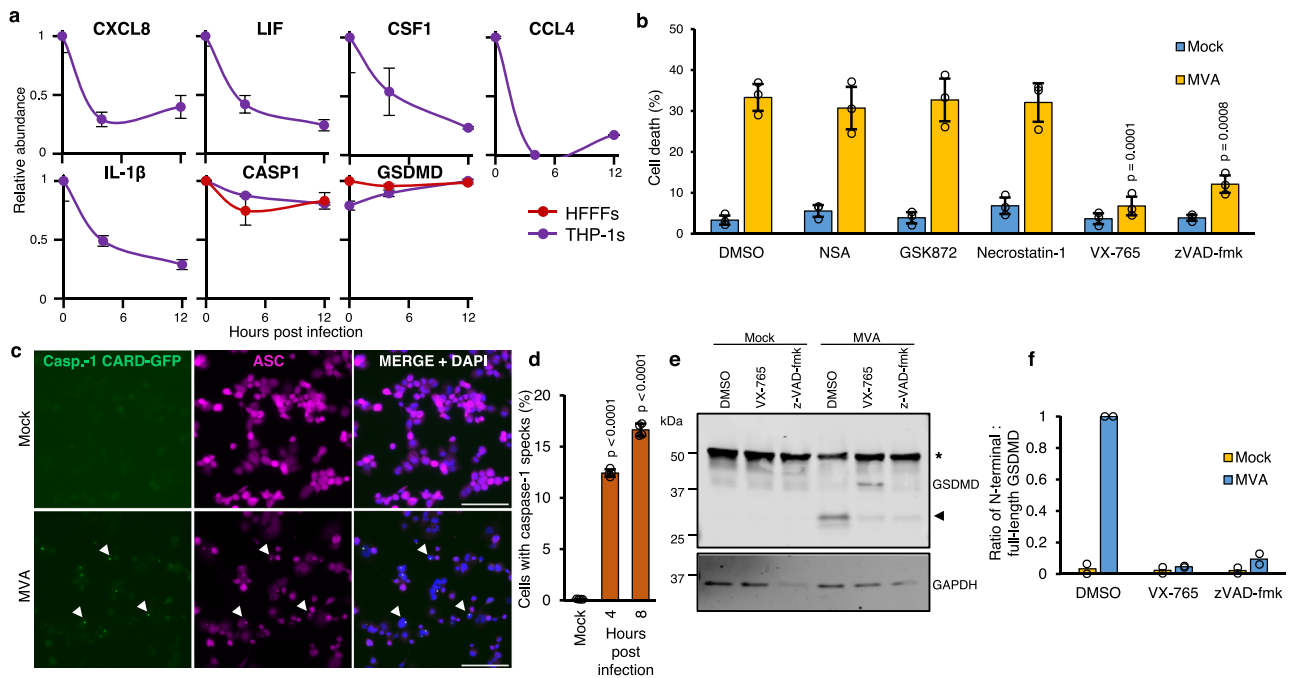 a
CXCL8
LIF
CSF1
CCL4
1
0.5
0
0 6 12
Relative abundance
IL-1β
CASP1
GSDMD
1
0.5
0
0 6 12
0 6 12
0 6 12
Hours post infection
HFFFs
THP-1s
b
Cell death (%)
50
40
30
20
10
0
Mock
MVA
p = 0.0001
p = 0.0008
DMSO
NSA
GSK872
Necrostatin-1
VX-765
zVAD-fmk
c
Casp.-1 CARD-GFP
ASC
MERGE + DAPI
Mock
MVA
d
Cells with caspase-1 specks (%)
20
15
10
5
0
p <0.0001
p <0.0001
Mock
4
8
Hours
post
infection
e
Mock
MVA
DMSO
VX-765
z-VAD-fmk
DMSO
VX-765
z-VAD-fmk
kDa
50
*
GSDMD
37
25
37
GAPDH
f
Ratio of N-terminal :
full-length GSDMD
1
0.8
0.6
0.4
0.2
0
Mock
MVA
DMSO
VX-765
zVAD-fmk